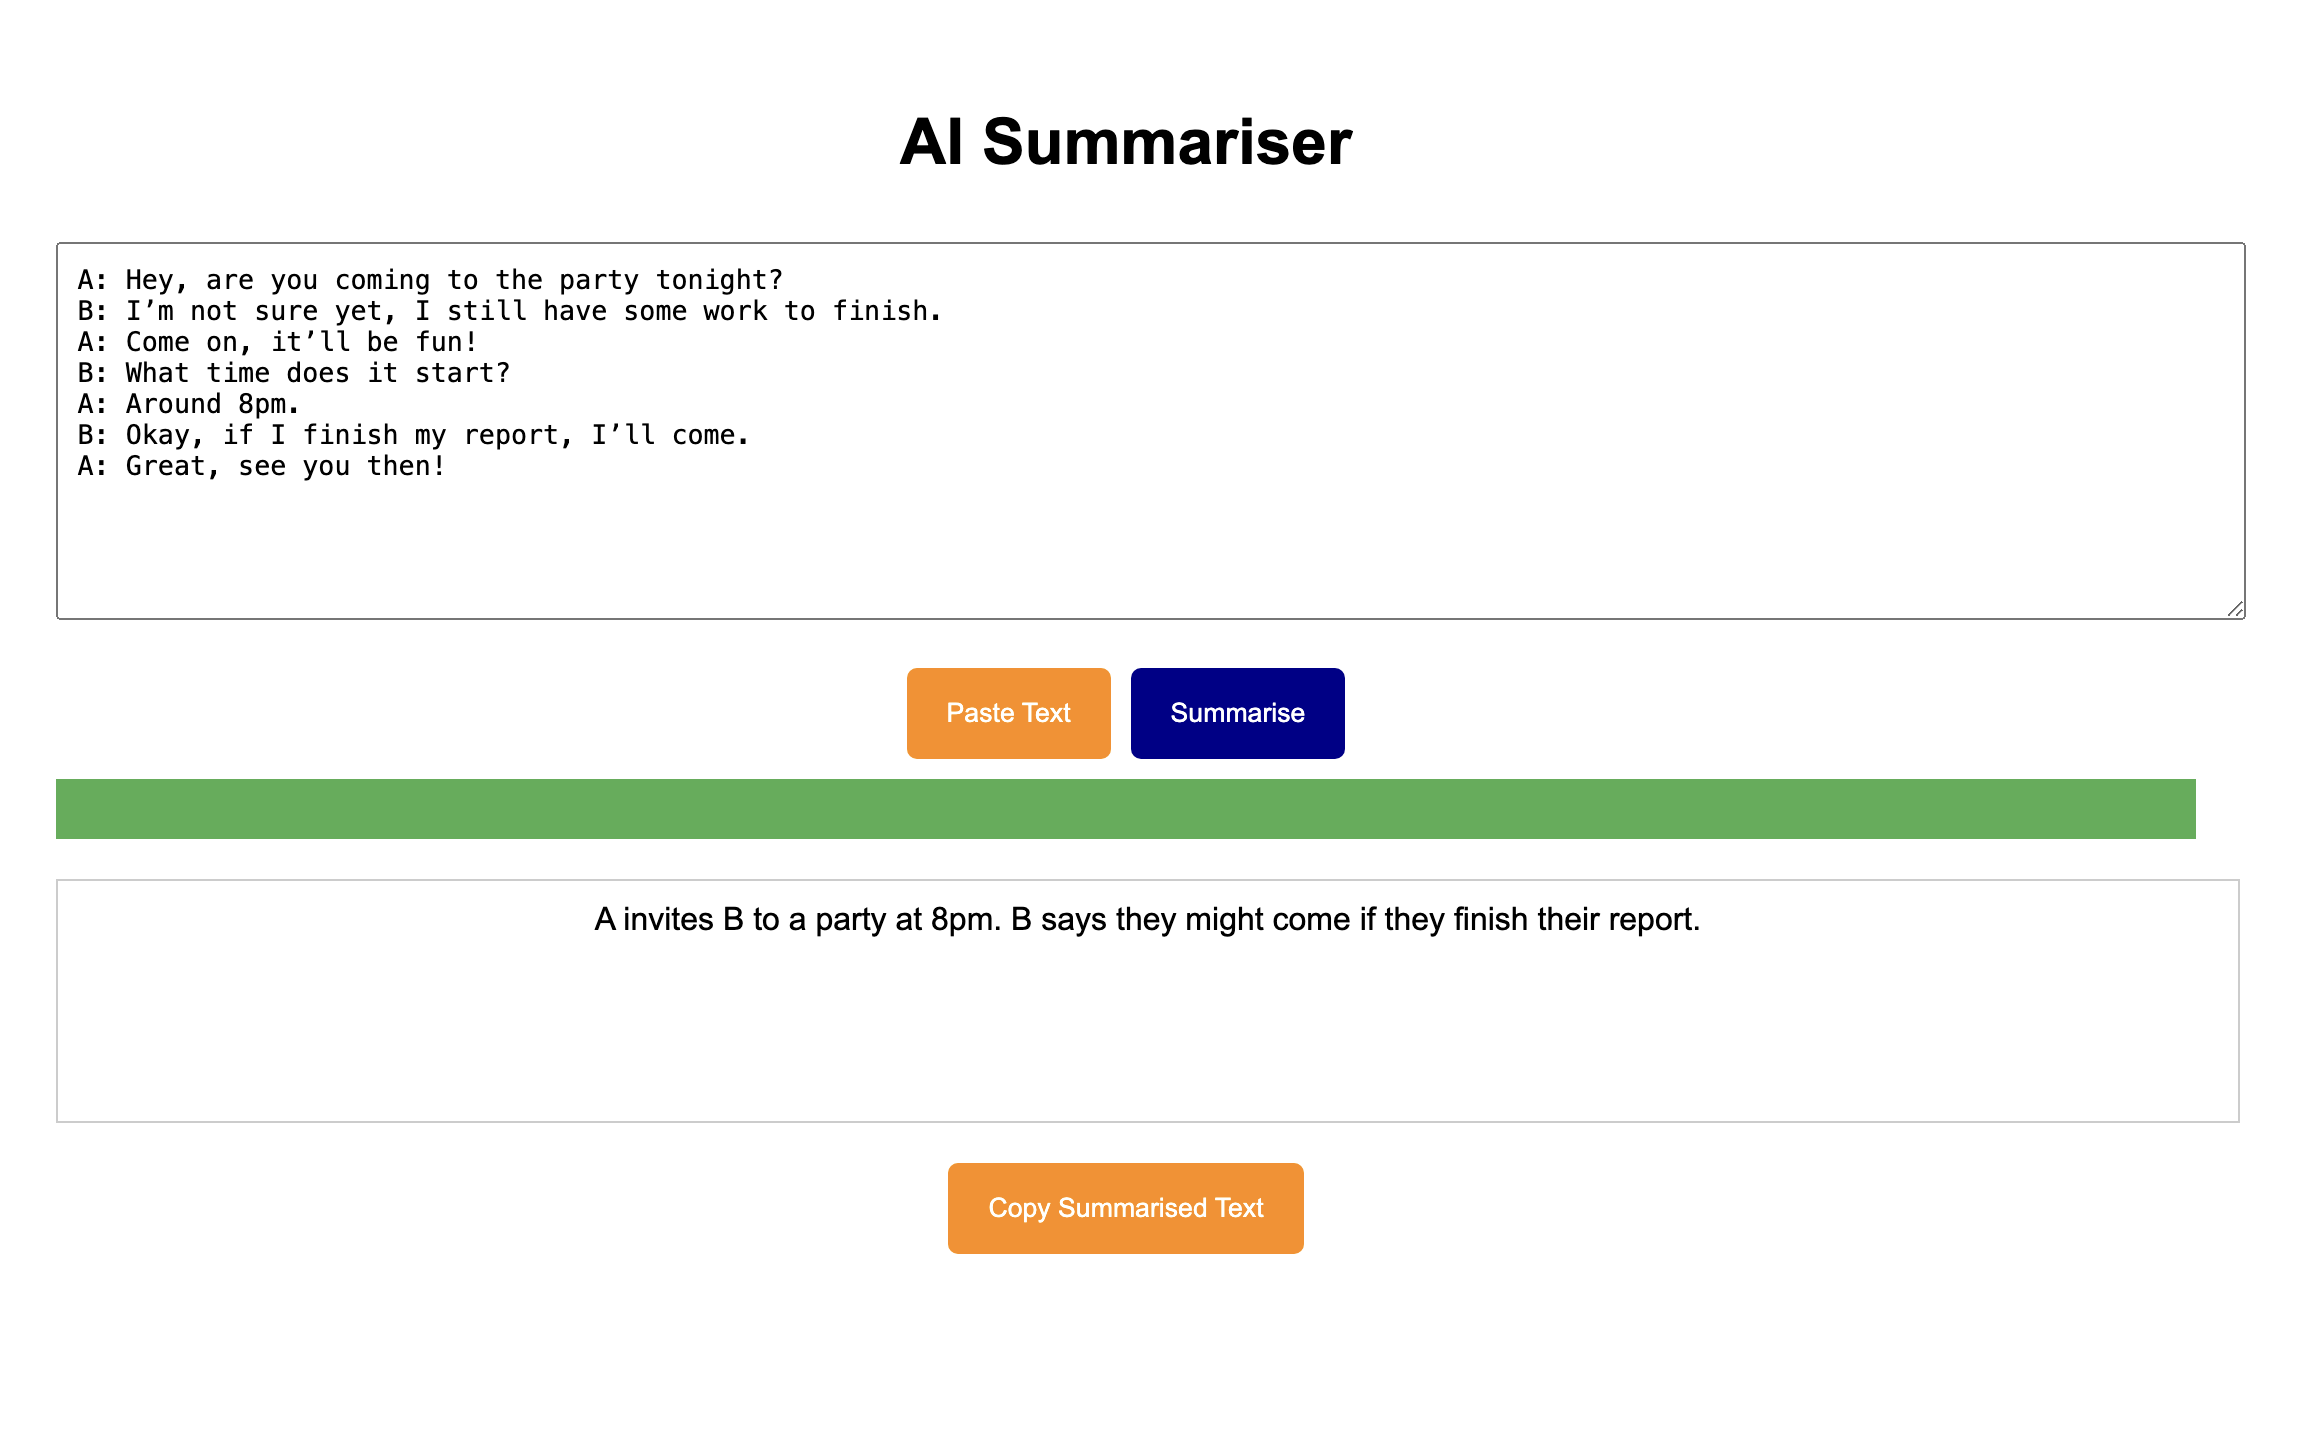 AI Summariser
A: Hey, are you coming to the party tonight?
B: I’m not sure yet, I still have some work to finish.
A: Come on, it’ll be fun!
B: What time does it start?
A: Around 8pm.
B: Okay, if I finish my report, I’ll come.
A: Great, see you then!
Paste Text
Summarise
A invites B to a party at 8pm. B says they might come if they finish their report.
Copy Summarised Text